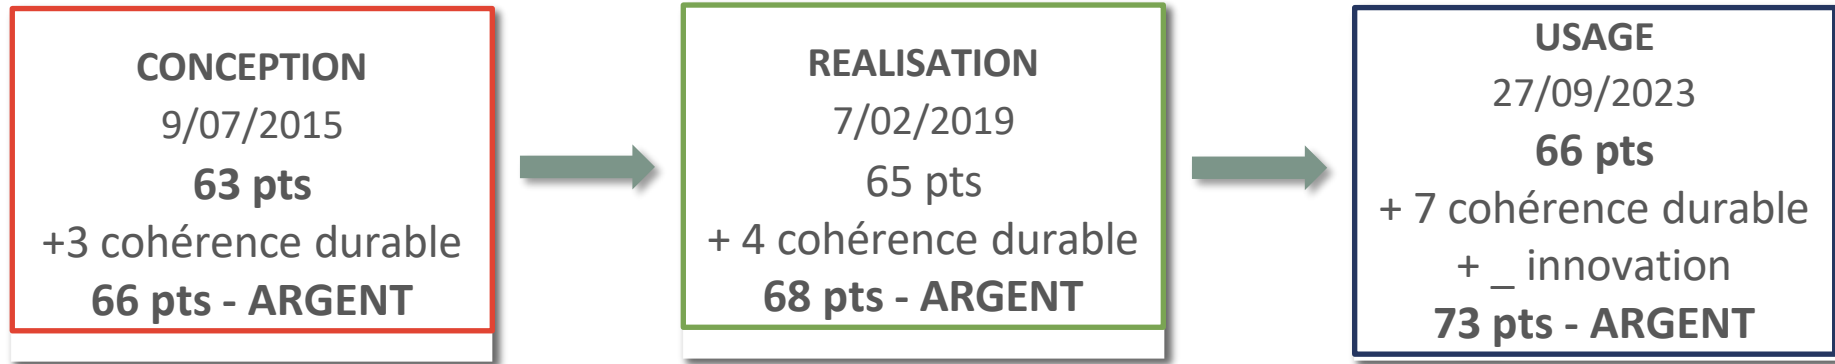 CONCEPTION
9/07/2015
63 pts
+3 cohérence durable
66 pts - ARGENT
REALISATION
7/02/2019
65 pts
+ 4 cohérence durable
68 pts - ARGENT
USAGE
27/09/2023
66 pts
+ 7 cohérence durable
+ _ innovation
73 pts - ARGENT